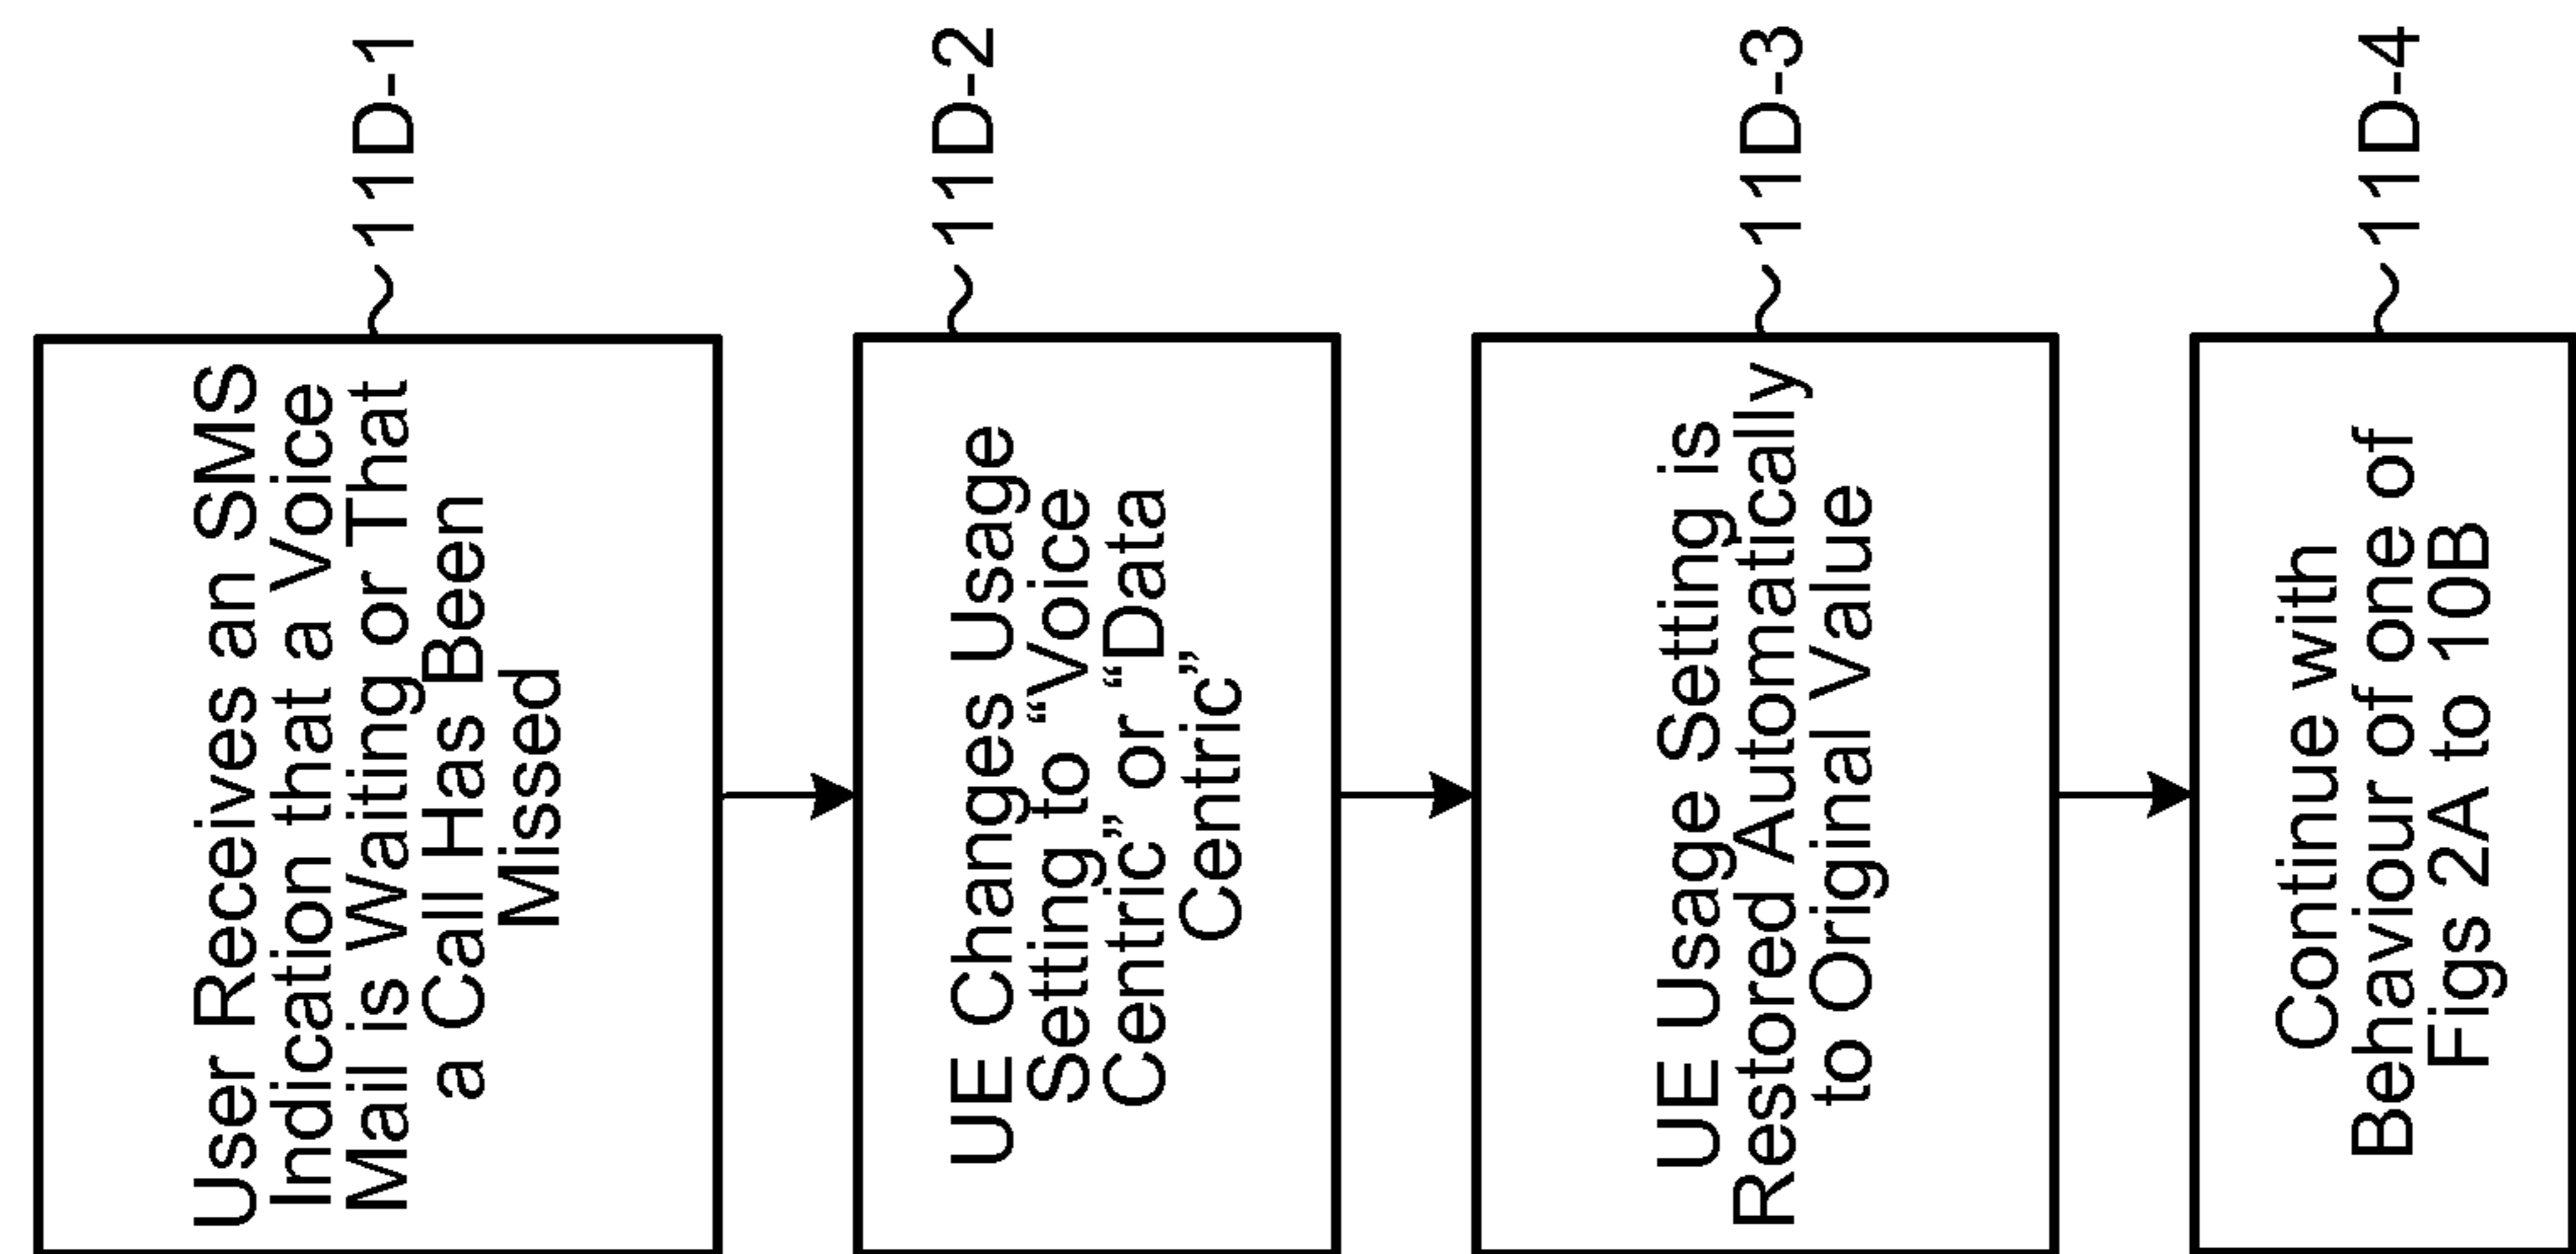 User Receives an SMS
Indication that a Voice
Mail is Waiting or That
a Call Has Been
Missed
11D-1
UE Changes Usage
Setting to “Voice
Centric” or “Data
Centric”
11D-2
UE Usage Setting is
Restored Automatically
to Original Value
11D-3
Continue with
Behaviour of one of
Figs 2A to 10B
11D-4